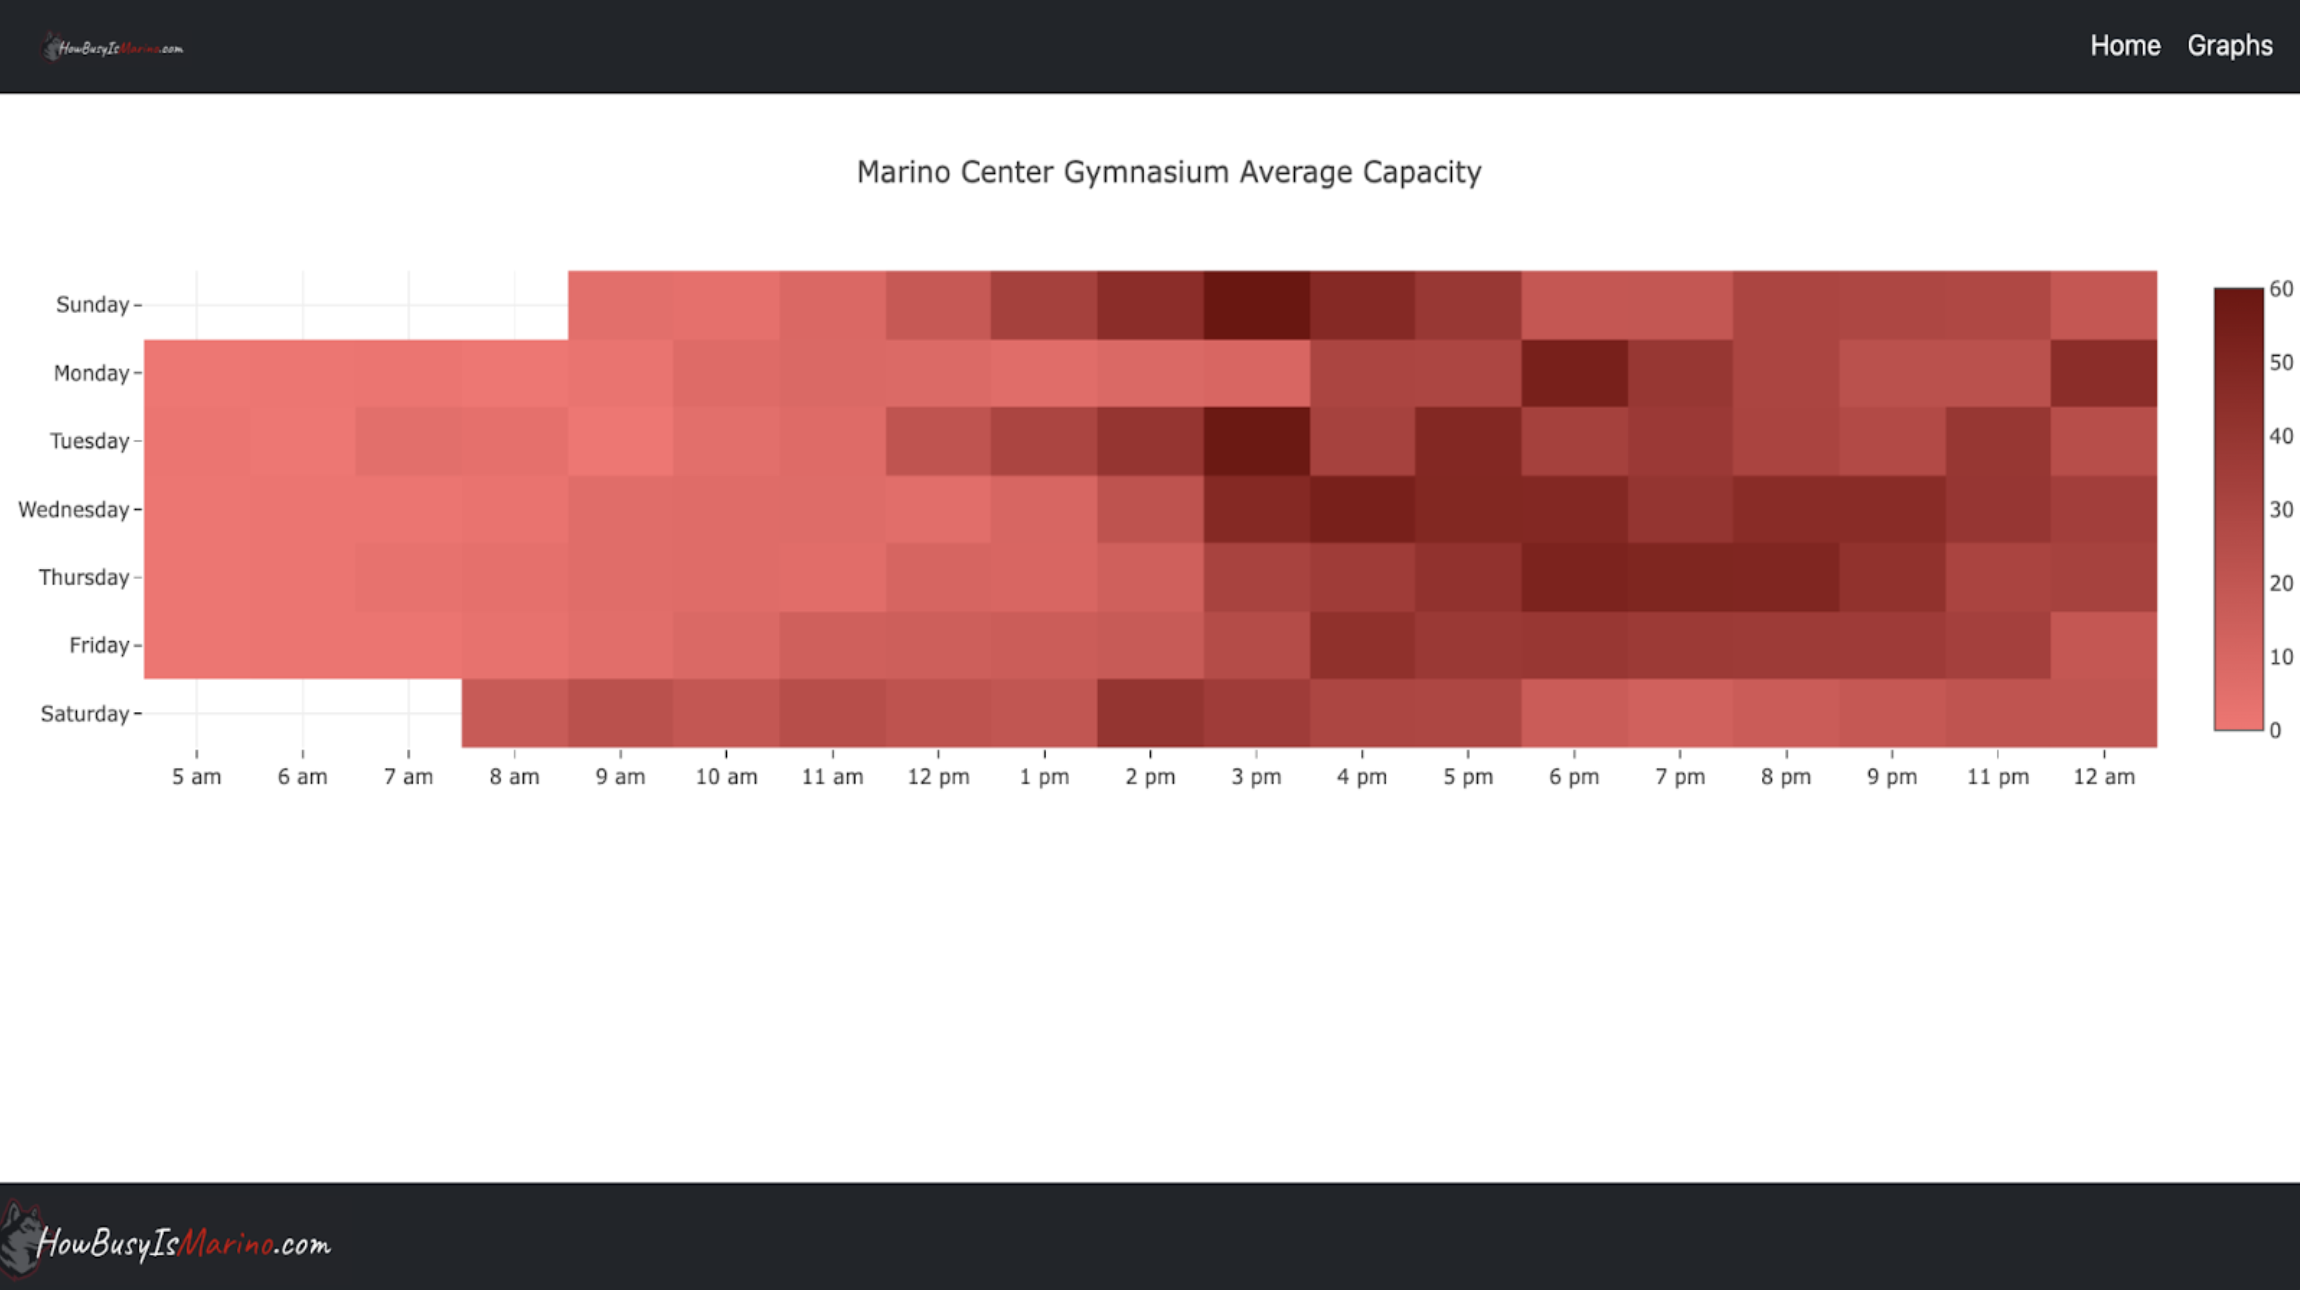 HowBusyIsMarino.com
Home Graphs
Marino Center Gymnasium Average Capacity
Sunday
Monday
Tuesday
Wednesday
Thursday
Friday
Saturday
5 am 6 am 7 am 8 am 9 am 10 am 11 am 12 pm 1 pm 2 pm 3 pm 4 pm 5 pm 6 pm 7 pm 8 pm 9 pm 11 pm 12 am
60
50
40
30
20
10
0
HowBusyIsMarino.com